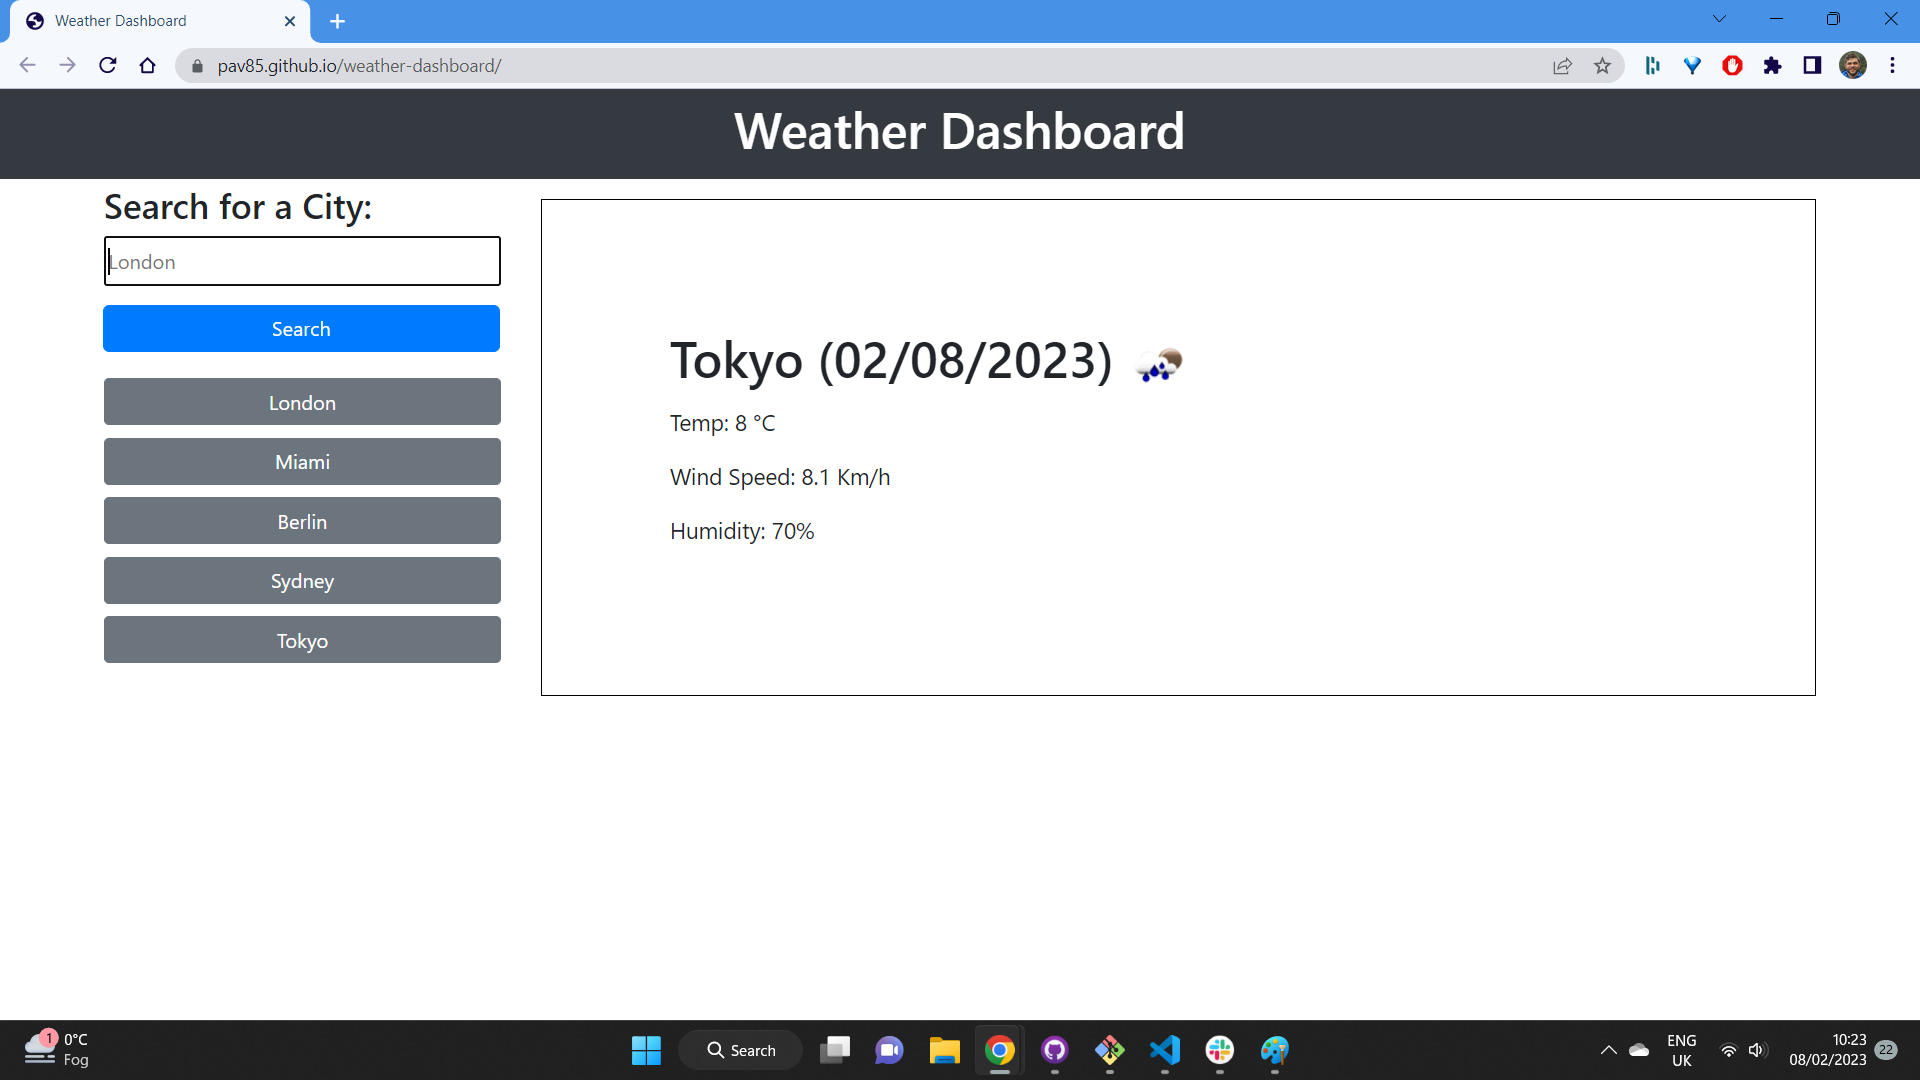 Weather Dashboard
pav85.github.io/weather-dashboard/
Weather Dashboard
Search for a City:
London
Search
London
Miami
Berlin
Sydney
Tokyo
Tokyo (02/08/2023)
Temp: 8 °C
Wind Speed: 8.1 Km/h
Humidity: 70%
1
0°C
Fog
Search
ENG
UK
10:23
08/02/2023
22